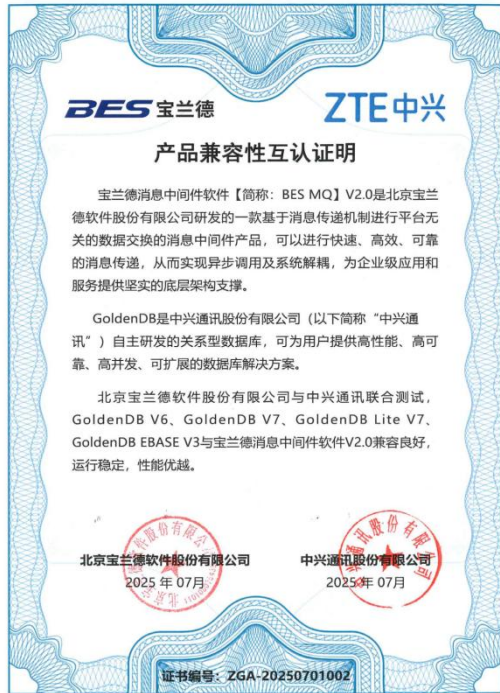 BES 宝兰德
ZTE中兴
产品兼容性互认证明
宝兰德消息中间件软件【简称：BES MQ】V2.0是北京宝兰
德软件股份有限公司研发的一款基于消息传递机制进行平台无
关的数据交换的消息中间件产品，可以进行快速、高效、可靠
的消息传递，从而实现异步调用及系统解耦，为企业级应用和
服务提供坚实的底层架构支撑。
GoldenDB是中兴通讯股份有限公司（以下简称“中兴通
讯”）自主研发的关系型数据库，可为用户提供高性能、高可
靠、高并发、可扩展的数据库解决方案。
北京宝兰德软件股份有限公司与中兴通讯联合测试，
GoldenDB V6、GoldenDB V7、GoldenDB Lite V7、
GoldenDB EBASE V3与宝兰德消息中间件软件V2.0兼容良好，
运行稳定，性能优越。
北京宝兰德软件股份有限公司
2025 年 07月
中兴通讯股份有限公司
2025 年 07月
证书编号：ZGA-20250701002